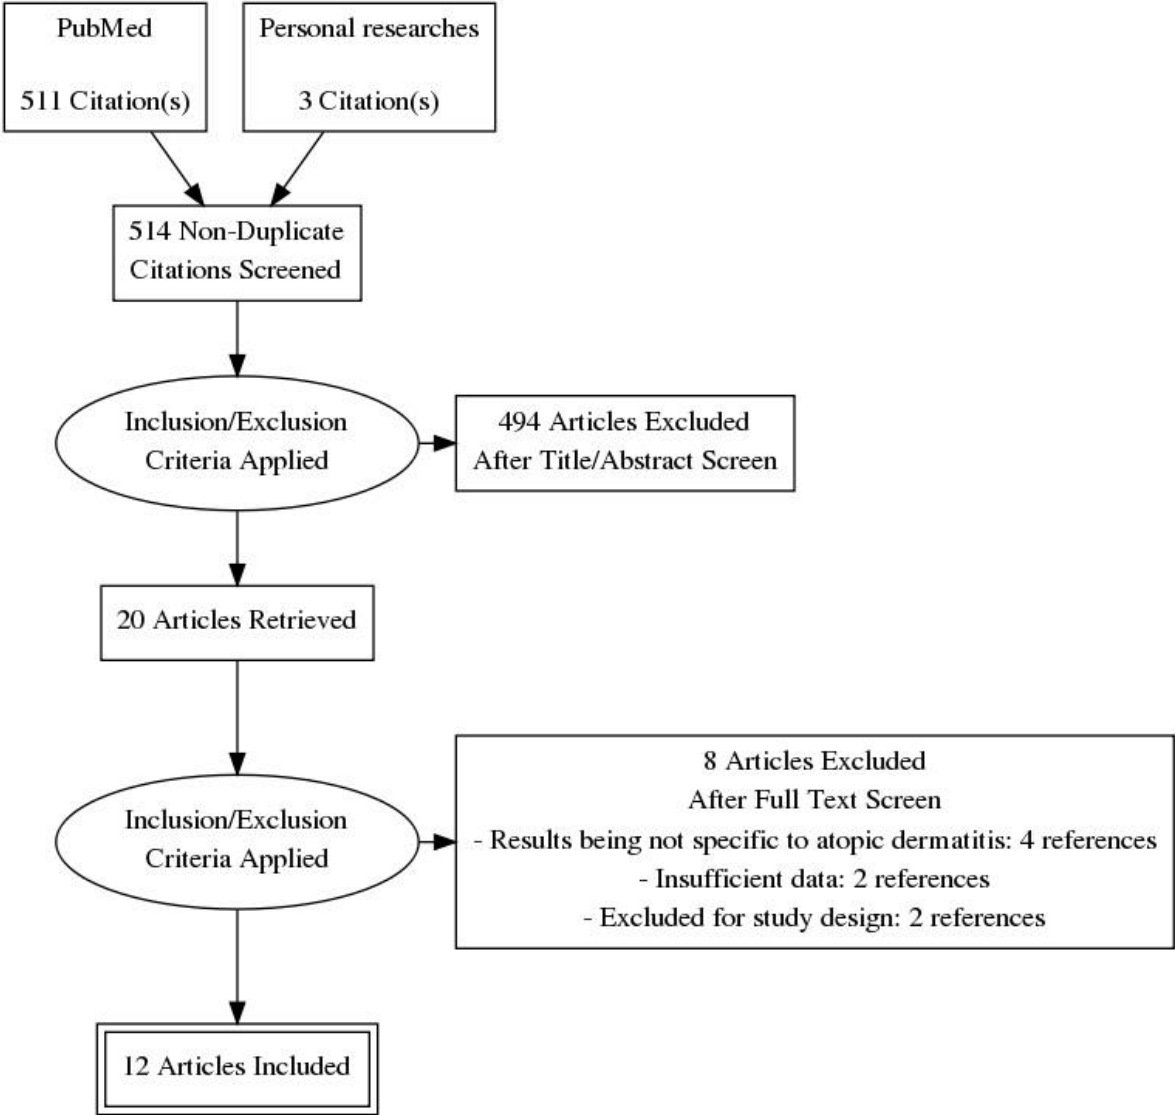 PubMed
511 Citation(s)
Personal researches
3 Citation(s)
514 Non-Duplicate
Citations Screened
Inclusion/Exclusion
Criteria Applied
494 Articles Excluded
After Title/Abstract Screen
20 Articles Retrieved
Inclusion/Exclusion
Criteria Applied
8 Articles Excluded
After Full Text Screen
- Results being not specific to atopic dermatitis: 4 references
- Insufficient data: 2 references
- Excluded for study design: 2 references
12 Articles Included